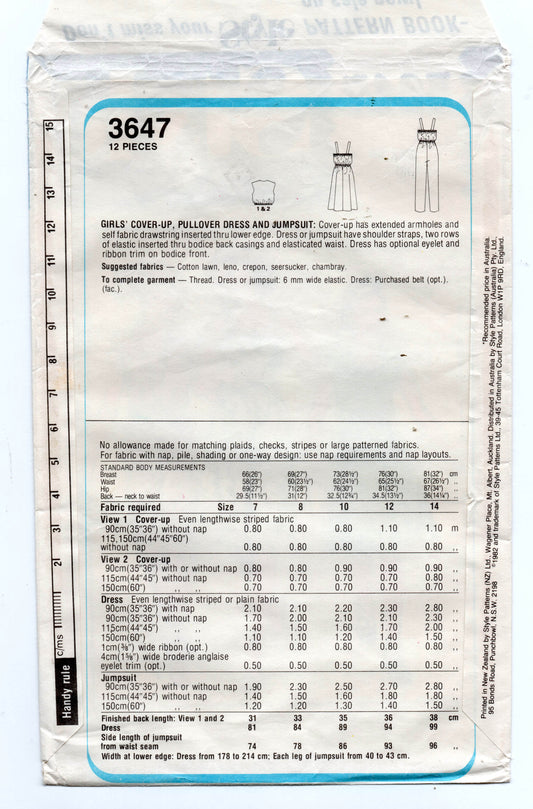 Don't miss your Style PATTERN BOOK-
on sale now!
3647
12 PIECES
1 & 2
GIRLS' COVER-UP, PULLOVER DRESS AND JUMPSUIT: Cover-up has extended armholes and
self fabric drawstring inserted thru lower edge. Dress or jumpsuit have shoulder straps, two rows
of elastic inserted thru bodice back casings and elasticated waist. Dress has optional eyelet and
ribbon trim on bodice front.
Suggested fabrics — Cotton lawn, leno, crepon, seersucker, chambray.
To complete garment — Thread. Dress or jumpsuit: 6 mm wide elastic. Dress: Purchased belt (opt.).
(fac.).
No allowance made for matching plaids, checks, stripes or large patterned fabrics.
For fabric with nap, pile, shading or one-way design: use nap requirements and nap layouts.
STANDARD BODY MEASUREMENTS
Breast 66(26") 69(27") 73(28½") 76(30") 81(32") cm
Waist 58(23") 60(23½") 62(24½") 65(25½") 67(26½") ,,
Hip 69(27") 71(28") 76(30") 81(32") 87(34") ,,
Back — neck to waist 29.5(11½") 31(12") 32.5(12¾") 34.5(13½") 36(14¼") ,,
Fabric required Size 7 8 10 12 14
View 1 Cover-up Even lengthwise striped fabric
90cm(35"36") without nap 0.80 0.80 0.80 1.10 1.10 m
115,150cm(44"45"60")
without nap 0.80 0.80 0.80 0.80 0.80 ,,
View 2 Cover-up
90cm(35"36") with or without nap 0.80 0.80 0.90 0.90 0.90 ,,
115cm(44"45") without nap 0.70 0.70 0.70 0.70 0.80 ,,
150cm(60") ,, ,, 0.70 0.70 0.70 0.70 0.70 ,,
Dress Even lengthwise striped or plain fabric
90cm(35"36") with nap 2.10 2.10 2.20 2.30 2.80 ,,
90cm(35"36") without nap 1.70 2.00 2.10 2.10 2.30 ,,
115cm(44"45") ,, ,, 1.40 1.50 1.60 1.70 2.00 ,,
150cm(60") ,, ,, 1.10 1.10 1.20 1.40 1.50 ,,
1cm(⅜") wide ribbon (opt.) 0.80 0.80 0.80 0.80 0.80 ,,
4cm(1⅝") wide broderie anglaise
eyelet trim (opt.) 0.50 0.50 0.50 0.50 0.50 ,,
Jumpsuit
90cm(35"36") with or without nap 1.90 2.30 2.50 2.70 2.80 ,,
115cm(44"45") without nap 1.40 1.50 1.60 1.80 1.80 ,,
150cm(60") ,, ,, 1.20 1.20 1.30 1.40 1.50 ,,
Finished back length: View 1 and 2 31 33 35 36 38 cm
Dress 81 84 89 94 99
Side length of jumpsuit
from waist seam 74 78 86 93 96 ,,
Width at lower edge: Dress from 178 to 214 cm; Each leg of jumpsuit from 40 to 43 cm.
Handy rule c/ms 1 2 3 4 5 6 7 8 9 10 11 12 13 14 15
*Recommended price in Australia.
Printed in New Zealand by Style Patterns (NZ) Ltd., Wagener Place, Mt. Albert, Auckland. Distributed in Australia by Style Patterns (Australia) Pty. Ltd.,
95 Bonds Road, Punchbowl, N.S.W. 2196 ©1982 and trademark of Style Patterns Ltd., 39-45 Tottenham Court Road, London W1P 9RD, England.